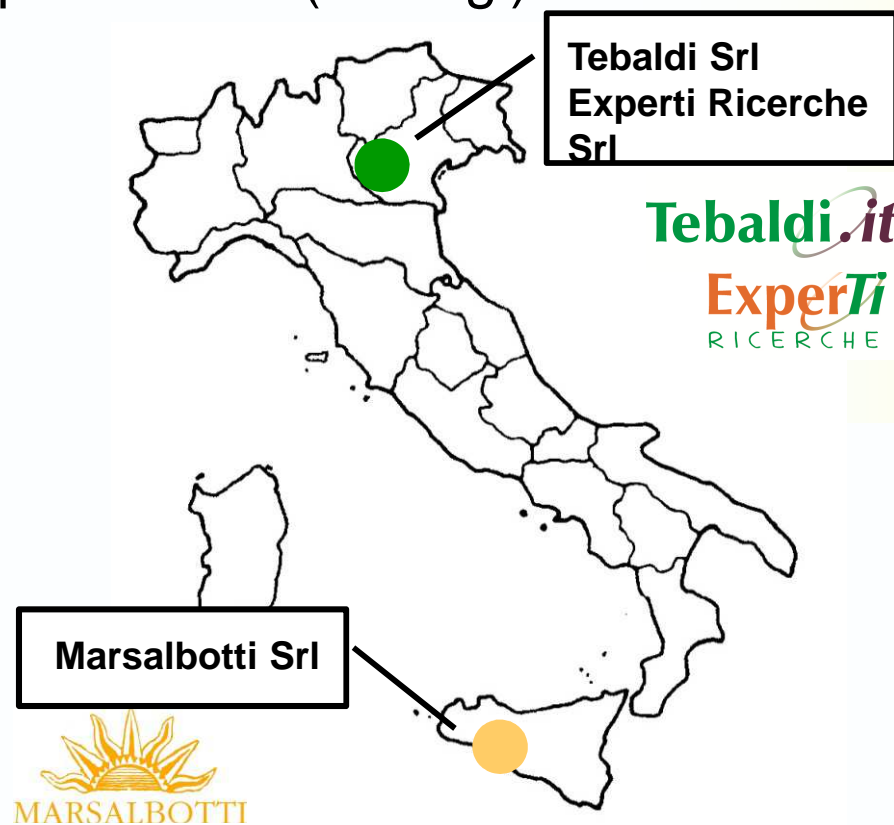 Tebaldi Srl
Experti Ricerche
Srl
Tebaldi.it
ExperTi
RICERCHE
Marsalbotti Srl
MARSALBOTTI